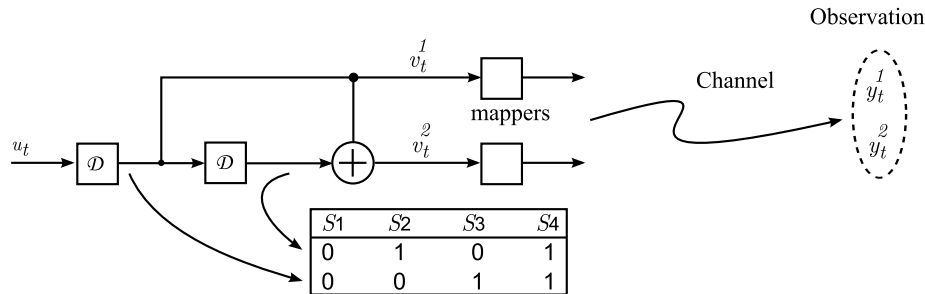 Observation
v_t^1
Channel
y_t^1
mappers
u_t
D
D
v_t^2
y_t^2
S1 S2 S3 S4
0 1 0 1
0 0 1 1